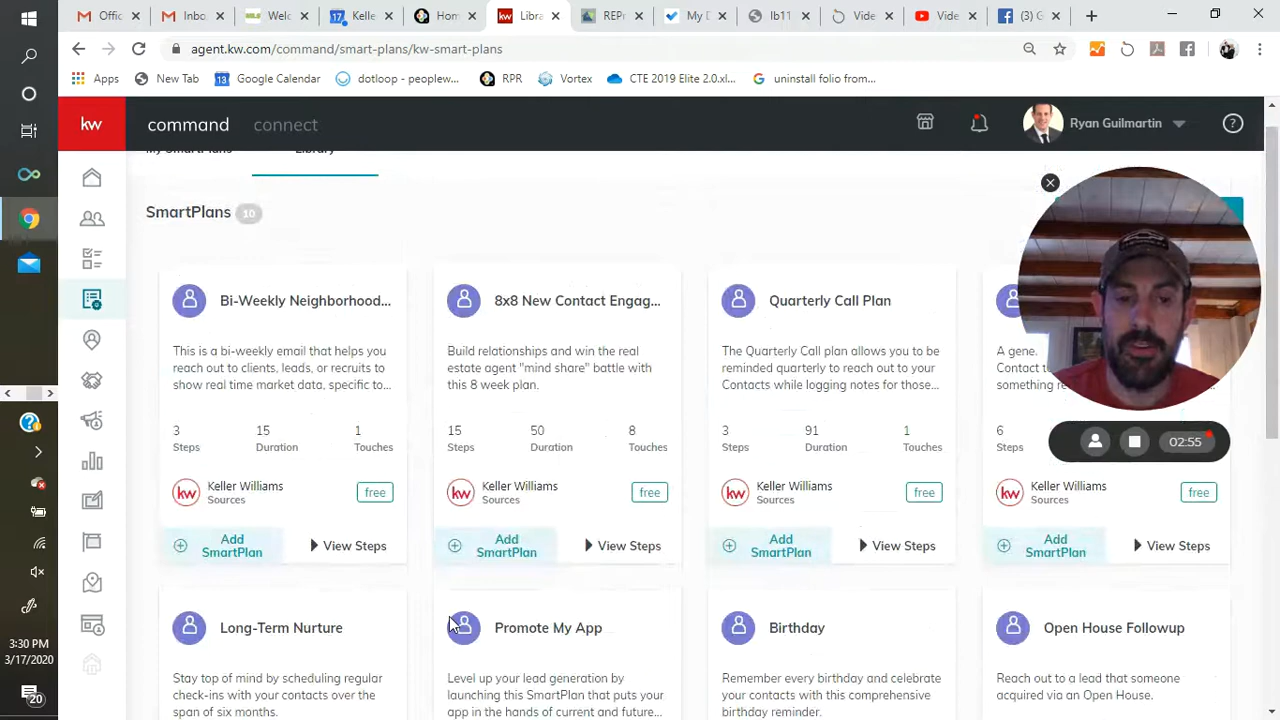 Offic
Inbo
Welc
Kelle
Hom
Libra
REPr
My D
lb11
Vide
Vide
(3) G
agent.kw.com/command/smart-plans/kw-smart-plans
Apps
New Tab
Google Calendar
dotloop - peoplew...
RPR
Vortex
CTE 2019 Elite 2.0.xl...
uninstall folio from...
kw
command
connect
Ryan Guilmartin
My SmartPlans
Library
SmartPlans 10
Bi-Weekly Neighborhood...
This is a bi-weekly email that helps you
reach out to clients, leads, or recruits to
show real time market data, specific to...
3 15 1
Steps Duration Touches
kw
Keller Williams
Sources
free
Add
SmartPlan
View Steps
8x8 New Contact Engag...
Build relationships and win the real
estate agent "mind share" battle with
this 8 week plan.
15 50 8
Steps Duration Touches
kw
Keller Williams
Sources
free
Add
SmartPlan
View Steps
Quarterly Call Plan
The Quarterly Call plan allows you to be
reminded quarterly to reach out to your
Contacts while logging notes for those...
3 91 1
Steps Duration Touches
kw
Keller Williams
Sources
free
Add
SmartPlan
View Steps
A gene
Contact to
something r
6
Steps
kw
Keller Williams
Sources
free
Add
SmartPlan
View Steps
02:55
Long-Term Nurture
Stay top of mind by scheduling regular
check-ins with your contacts over the
span of six months.
Promote My App
Level up your lead generation by
launching this SmartPlan that puts your
app in the hands of current and future...
Birthday
Remember every birthday and celebrate
your contacts with this comprehensive
birthday reminder.
Open House Followup
Reach out to a lead that someone
acquired via an Open House.
3:30 PM
3/17/2020
20